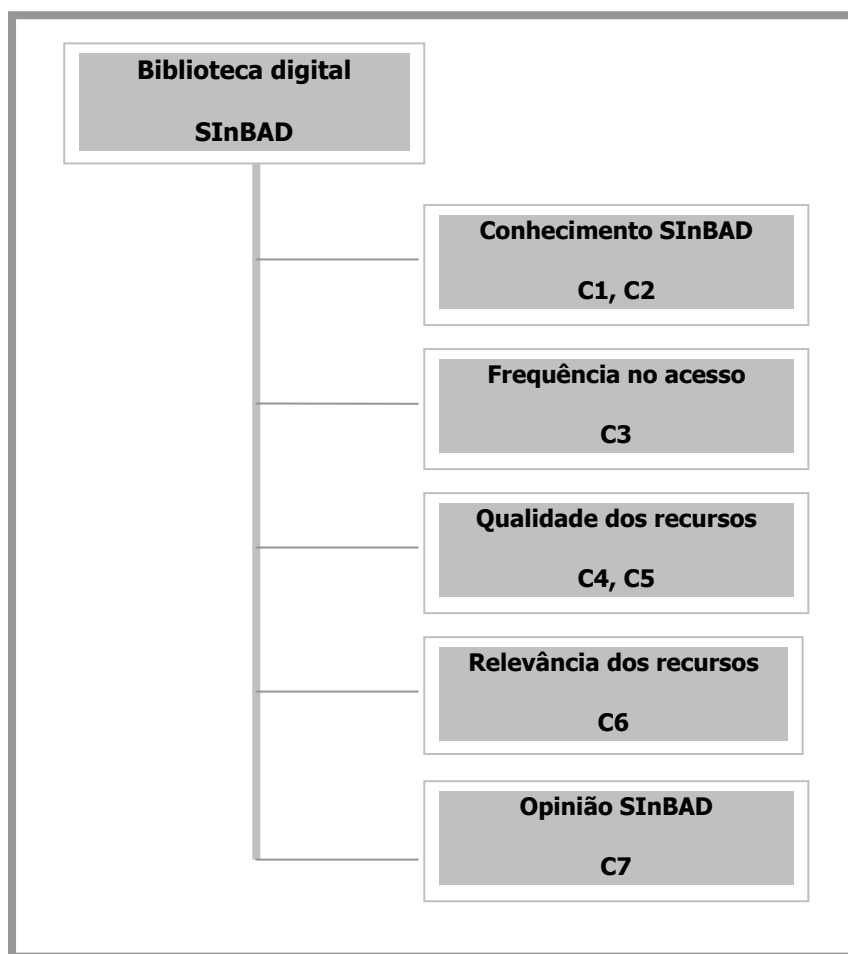 Biblioteca digital
SInBAD
Conhecimento SInBAD
C1, C2
Frequência no acesso
C3
Qualidade dos recursos
C4, C5
Relevância dos recursos
C6
Opinião SInBAD
C7